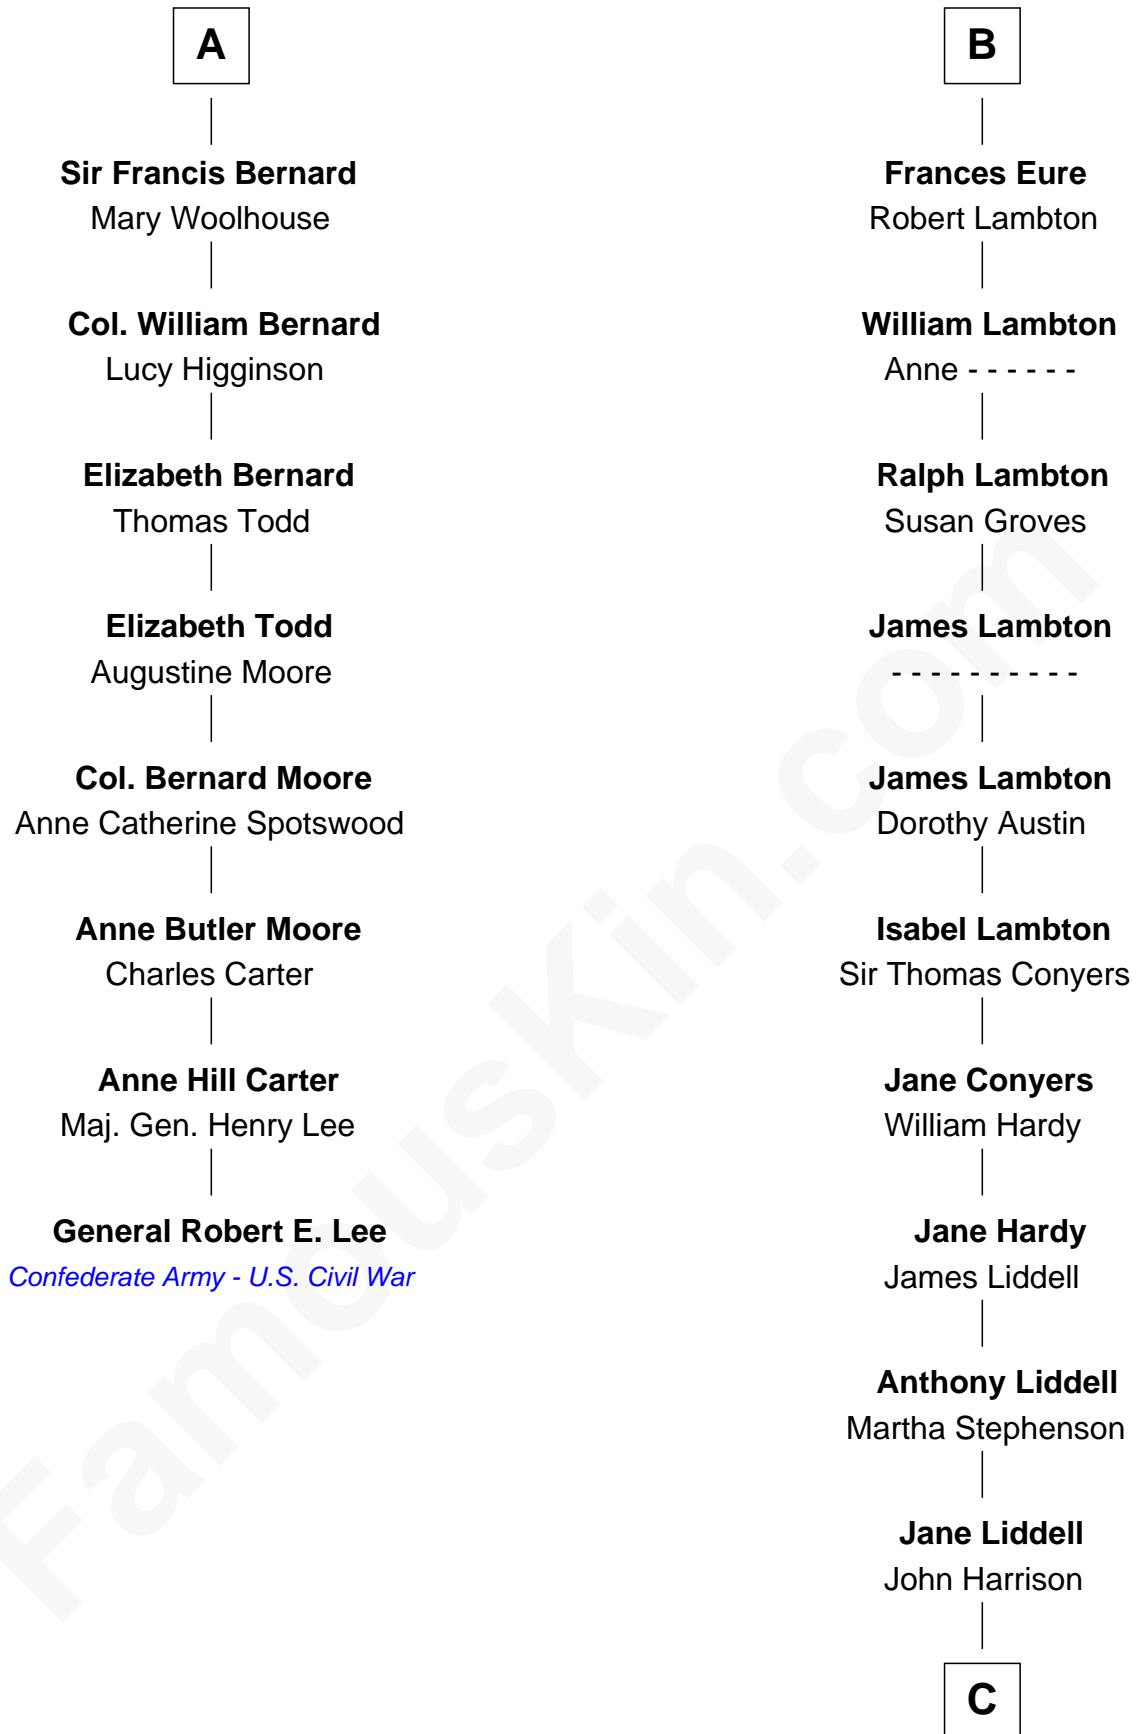 A
Sir Francis Bernard
Mary Woolhouse
Col. William Bernard
Lucy Higginson
Elizabeth Bernard
Thomas Todd
Elizabeth Todd
Augustine Moore
Col. Bernard Moore
Anne Catherine Spotswood
Anne Butler Moore
Charles Carter
Anne Hill Carter
Maj. Gen. Henry Lee
General Robert E. Lee
Confederate Army - U.S. Civil War
B
Frances Eure
Robert Lambton
William Lambton
Anne - - - - - -
Ralph Lambton
Susan Groves
James Lambton
- - - - - - - - - -
James Lambton
Dorothy Austin
Isabel Lambton
Sir Thomas Conyers
Jane Conyers
William Hardy
Jane Hardy
James Liddell
Anthony Liddell
Martha Stephenson
Jane Liddell
John Harrison
C
FamousKin.com